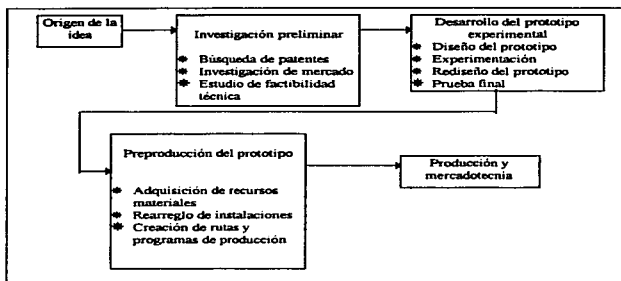 Origen de la
idea
Investigación preliminar
Búsqueda de patentes
Investigación de mercado
Estudio de factibilidad
técnica
Desarrollo del prototipo
experimental
Diseño del prototipo
Experimentación
Rediseño del prototipo
Prueba final
Preproducción del prototipo
Adquisición de recursos
materiales
Rearreglo de instalaciones
Creación de rutas y
programas de producción
Producción y
mercadotecnia